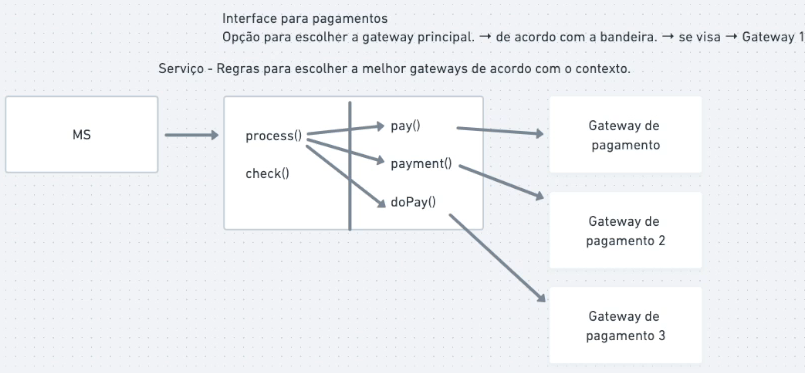 Interface para pagamentos
Opção para escolher a gateway principal. → de acordo com a bandeira. → se visa → Gateway 1
Serviço - Regras para escolher a melhor gateways de acordo com o contexto.
MS
process()
check()
pay()
payment()
doPay()
Gateway de
pagamento
Gateway de
pagamento 2
Gateway de
pagamento 3